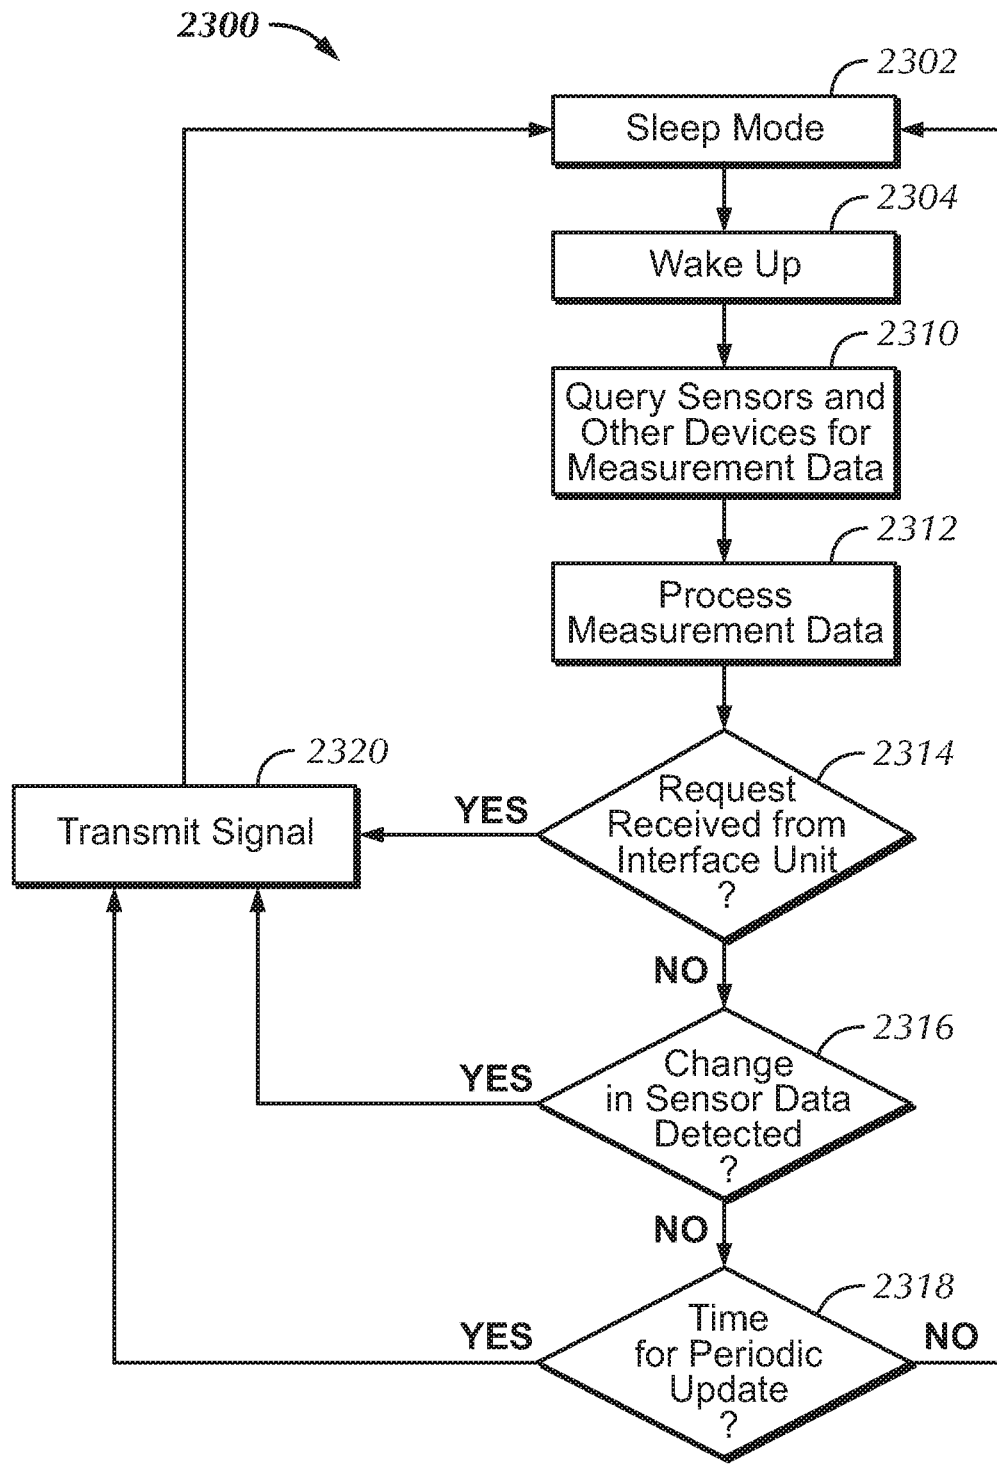 2300
2302
Sleep Mode
2304
Wake Up
2310
Query Sensors and
Other Devices for
Measurement Data
2312
Process
Measurement Data
2314
Request
Received from
Interface Unit
?
YES
2320
Transmit Signal
NO
2316
Change
in Sensor Data
Detected
?
YES
NO
2318
Time
for Periodic
Update
?
YES
NO